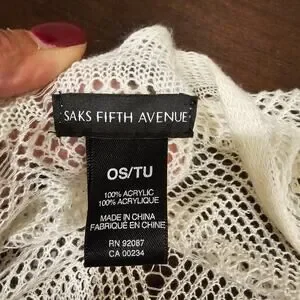 SAKS FIFTH AVENUE
OS/TU
100% ACRYLIC
100% ACRYLIQUE
MADE IN CHINA
FABRIQUÉ EN CHINE
RN 92087
CA 00234